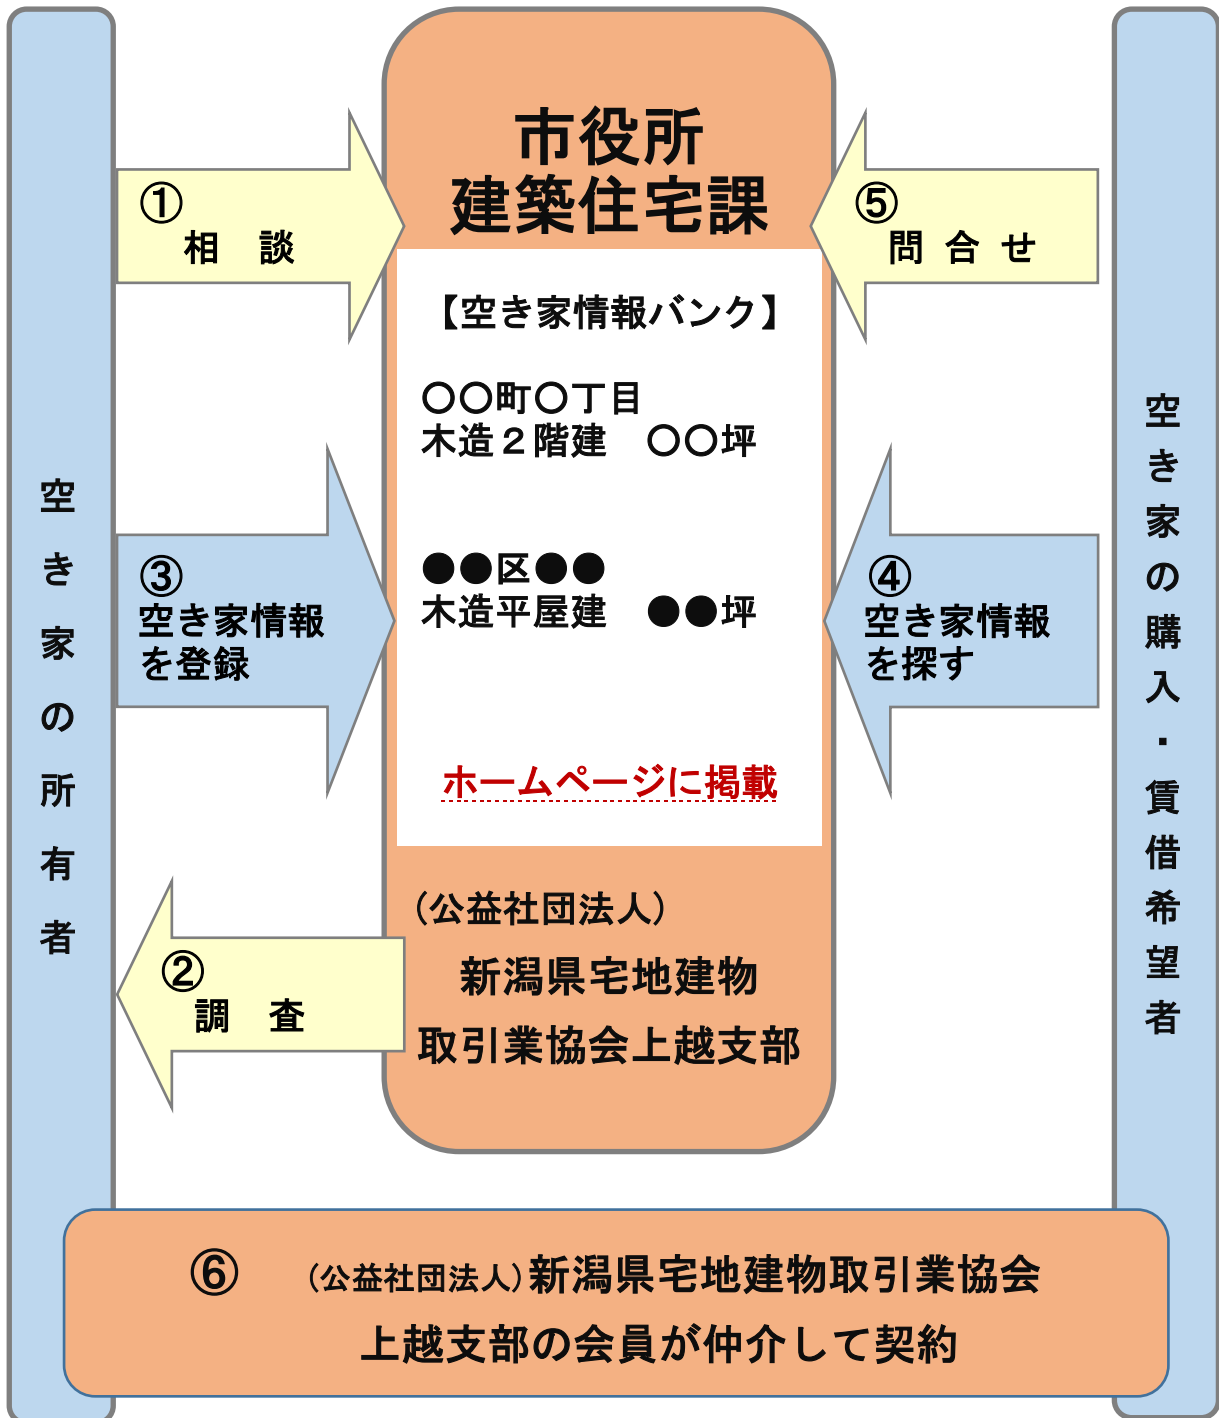 空き家の所有者
①
相　談
③
空き家情報
を登録
②
調　査
市役所
建築住宅課
【空き家情報バンク】
〇〇町〇丁目
木造２階建　〇〇坪
●●区●●
木造平屋建　●●坪
ホームページに掲載
（公益社団法人）
新潟県宅地建物
取引業協会上越支部
⑤
問 合 せ
④
空き家情報
を探す
空き家の購入・賃借希望者
⑥　（公益社団法人）新潟県宅地建物取引業協会
上越支部の会員が仲介して契約